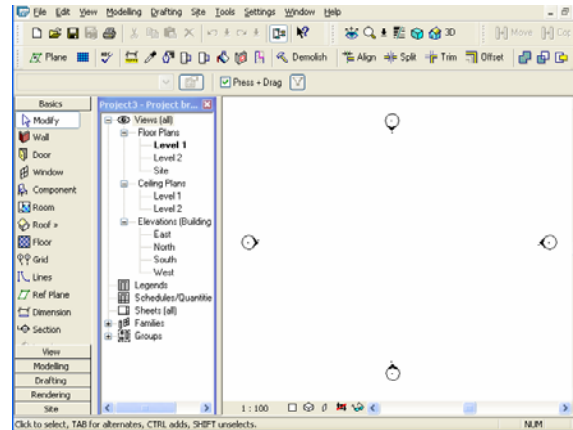 File Edit View Modelling Drafting Site Tools Settings Window Help
3D Move Coc
Plane Demolish Align Split Trim Offset
Press + Drag
Basics
Project3 - Project br...
Modify
Views (all)
Wall
Floor Plans
Level 1
Door
Level 2
Window
Site
Component
Ceiling Plans
Level 1
Room
Level 2
Roof »
Elevations (Building
Floor
East
Grid
North
South
Lines
West
Ref Plane
Legends
Schedules/Quantitie
Dimension
Sheets (all)
Section
Families
Groups
View
Modelling
Drafting
Rendering
Site
1 : 100
Click to select, TAB for alternates, CTRL adds, SHIFT unselects.
NUM